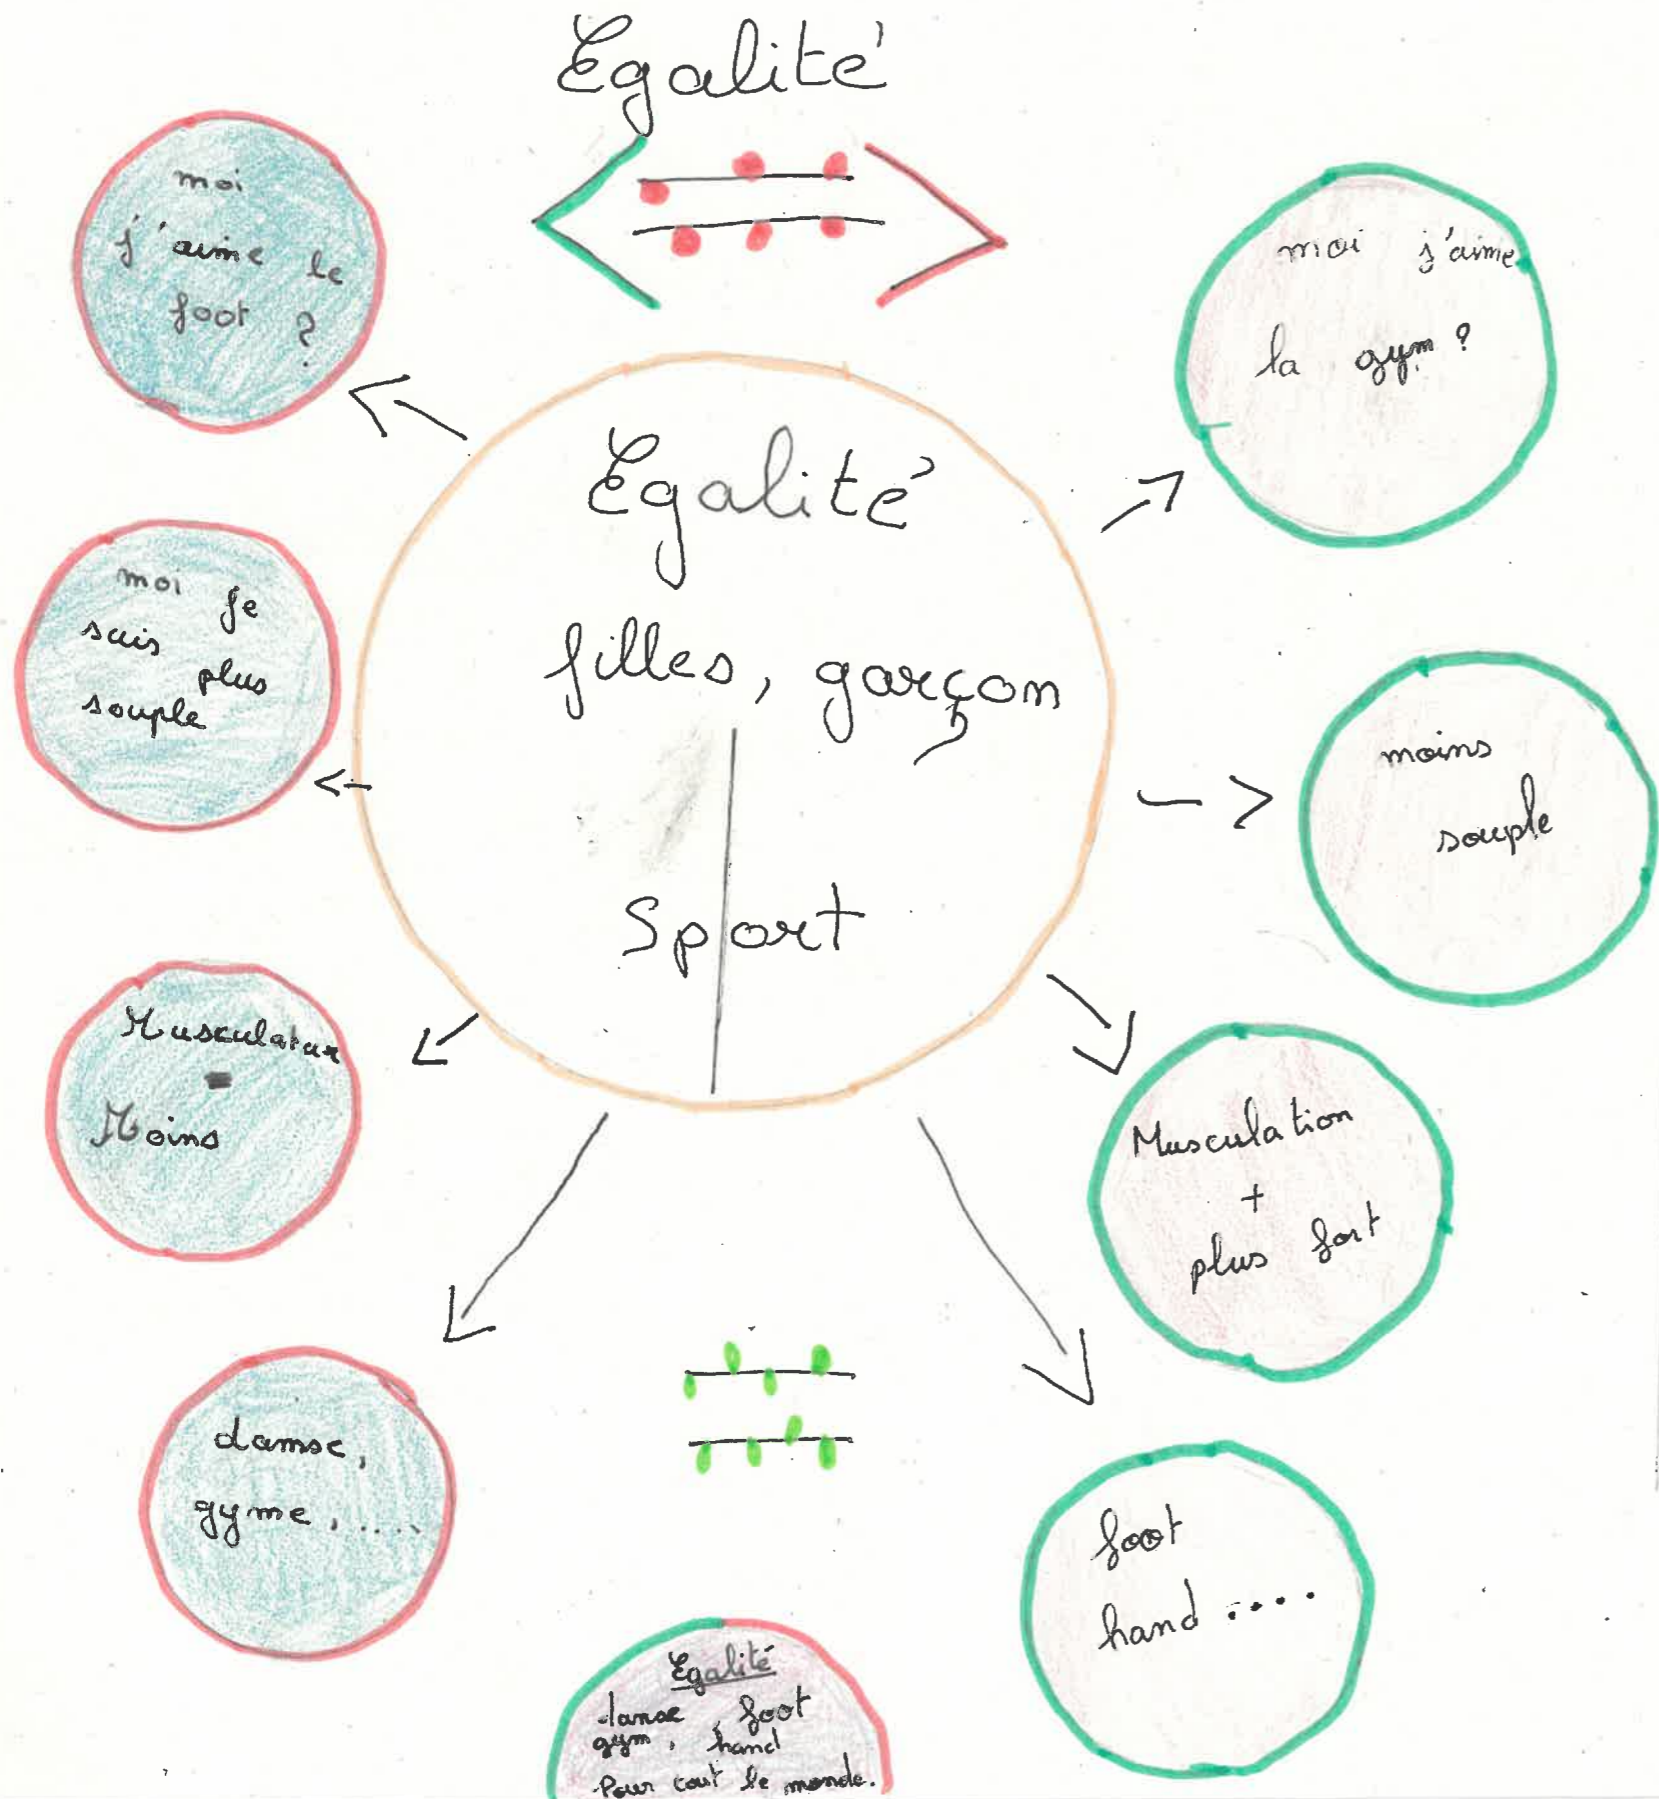 Egalité
moi
j'aime le
foot ?
moi j'aime
la gym ?
Egalité
filles, garçon
Sport
moi je
suis plus
souple
moins
souple
=
Moins
Musculation
+
plus fort
danse,
gyme, ....
foot
hand ....
Egalité
danse, foot
gym, hand
Pour tout le monde.